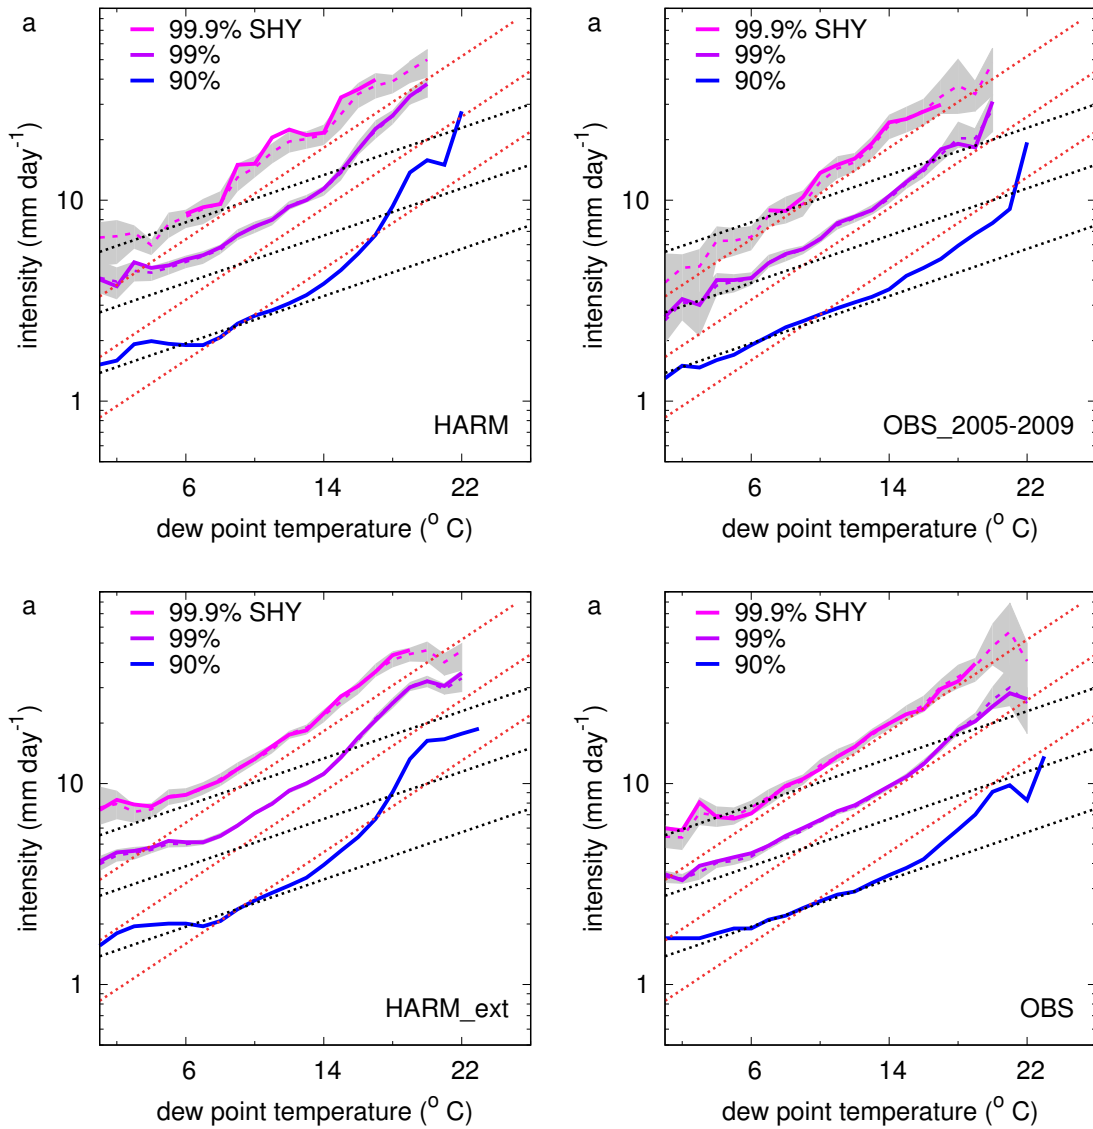 a
99.9% SHY
99%
90%
10
1
intensity (mm day⁻¹)
HARM
6 14 22
dew point temperature (° C)
a
99.9% SHY
99%
90%
10
1
intensity (mm day⁻¹)
OBS_2005-2009
6 14 22
dew point temperature (° C)
a
99.9% SHY
99%
90%
10
1
intensity (mm day⁻¹)
HARM_ext
6 14 22
dew point temperature (° C)
a
99.9% SHY
99%
90%
10
1
intensity (mm day⁻¹)
OBS
6 14 22
dew point temperature (° C)